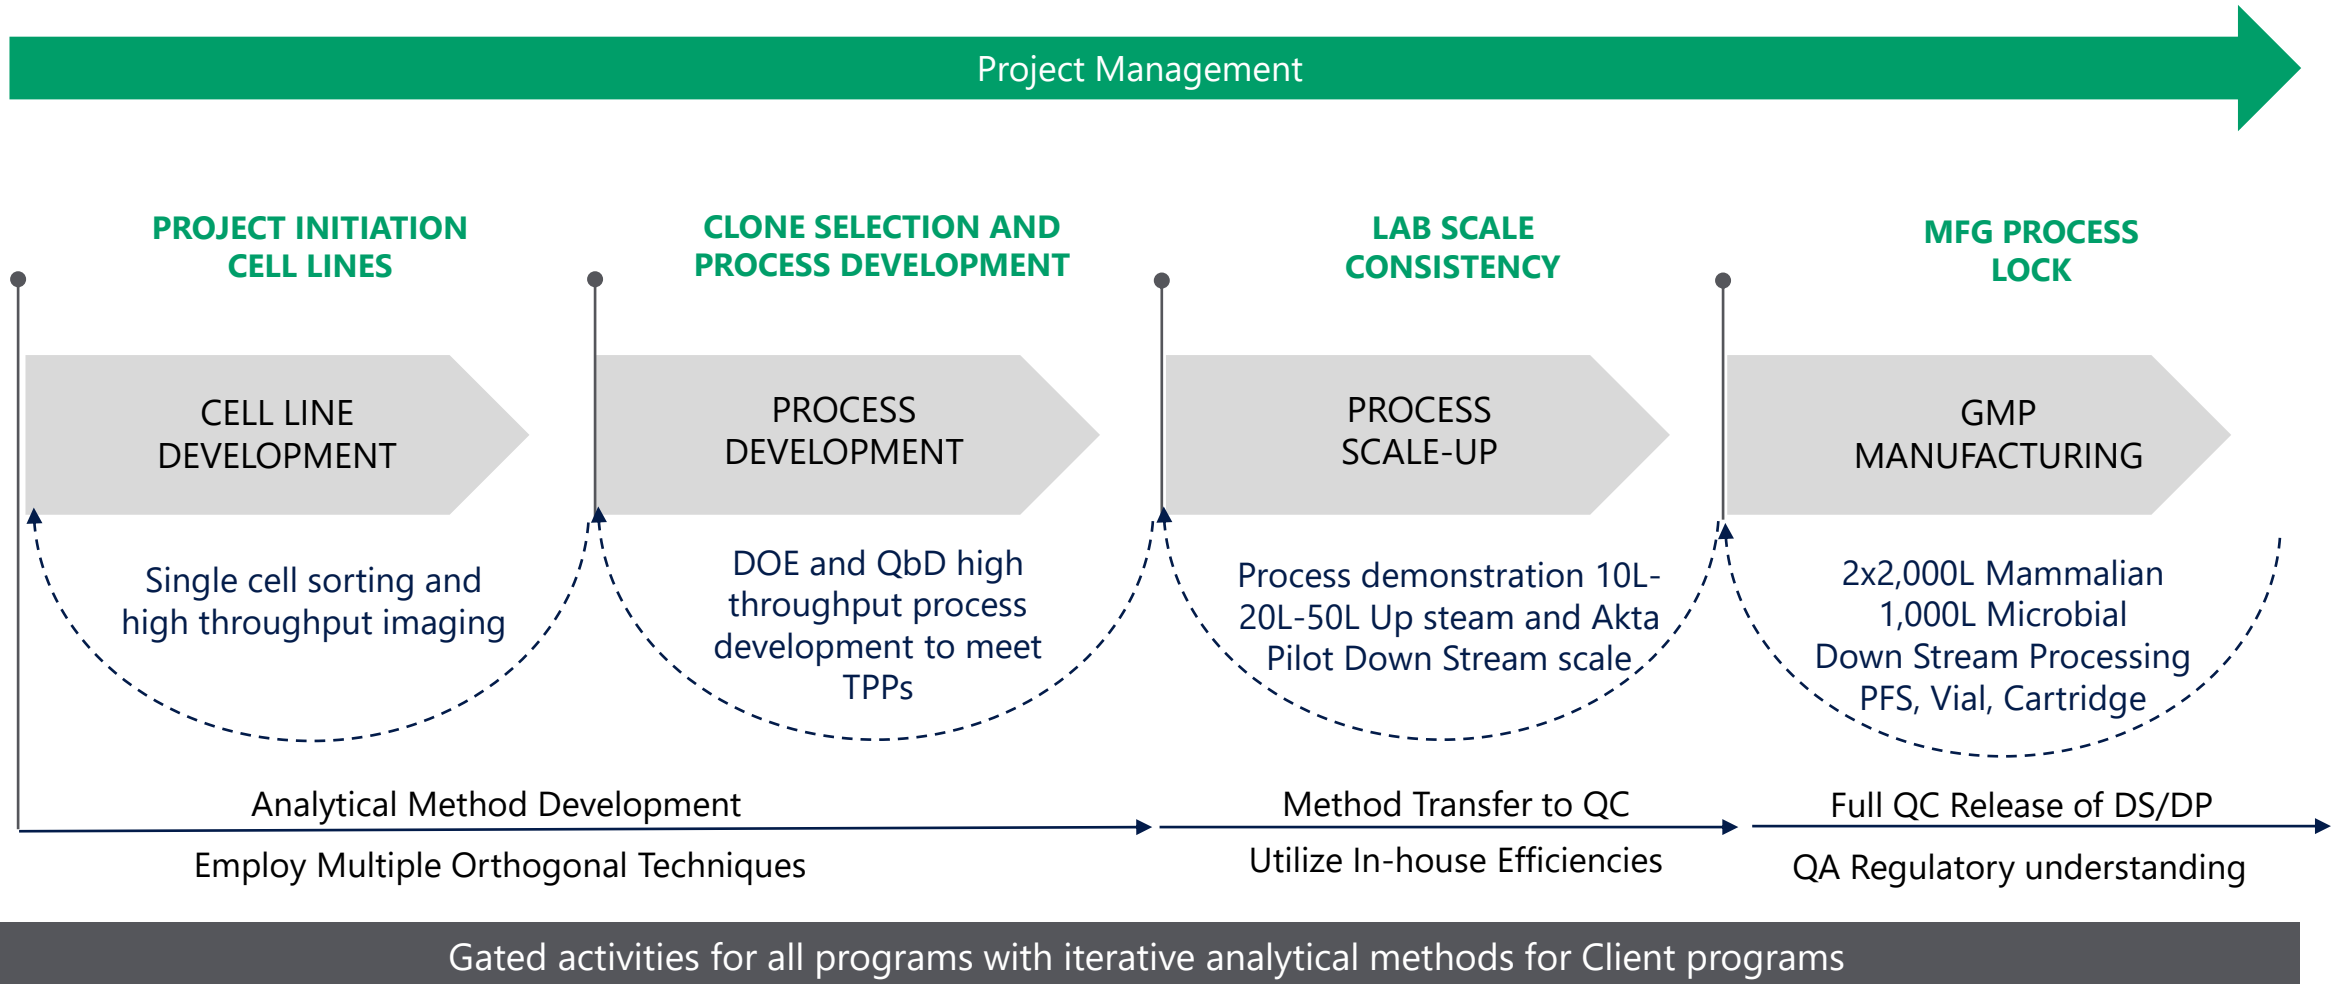 Project Management
PROJECT INITIATION
CELL LINES
CLONE SELECTION AND
PROCESS DEVELOPMENT
LAB SCALE
CONSISTENCY
MFG PROCESS
LOCK
CELL LINE
DEVELOPMENT
PROCESS
DEVELOPMENT
PROCESS
SCALE-UP
GMP
MANUFACTURING
Single cell sorting and
high throughput imaging
DOE and QbD high
throughput process
development to meet
TPPs
Process demonstration 10L-
20L-50L Up steam and Akta
Pilot Down Stream scale
2x2,000L Mammalian
1,000L Microbial
Down Stream Processing
PFS, Vial, Cartridge
Analytical Method Development
Employ Multiple Orthogonal Techniques
Method Transfer to QC
Utilize In-house Efficiencies
Full QC Release of DS/DP
QA Regulatory understanding
Gated activities for all programs with iterative analytical methods for Client programs